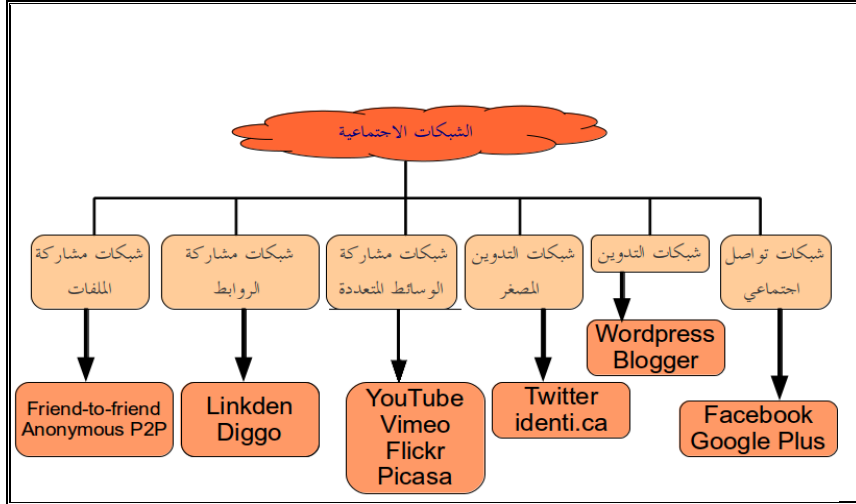 الشبكات الاجتماعية
شبكات تواصل
اجتماعي
شبكات التدوين
شبكات التدوين
المصغر
شبكات مشاركة
الوسائط المتعددة
شبكات مشاركة
الروابط
شبكات مشاركة
الملفات
Facebook
Google Plus
Wordpress
Blogger
Twitter
identi.ca
YouTube
Vimeo
Flickr
Picasa
Linkden
Diggo
Friend-to-friend
Anonymous P2P